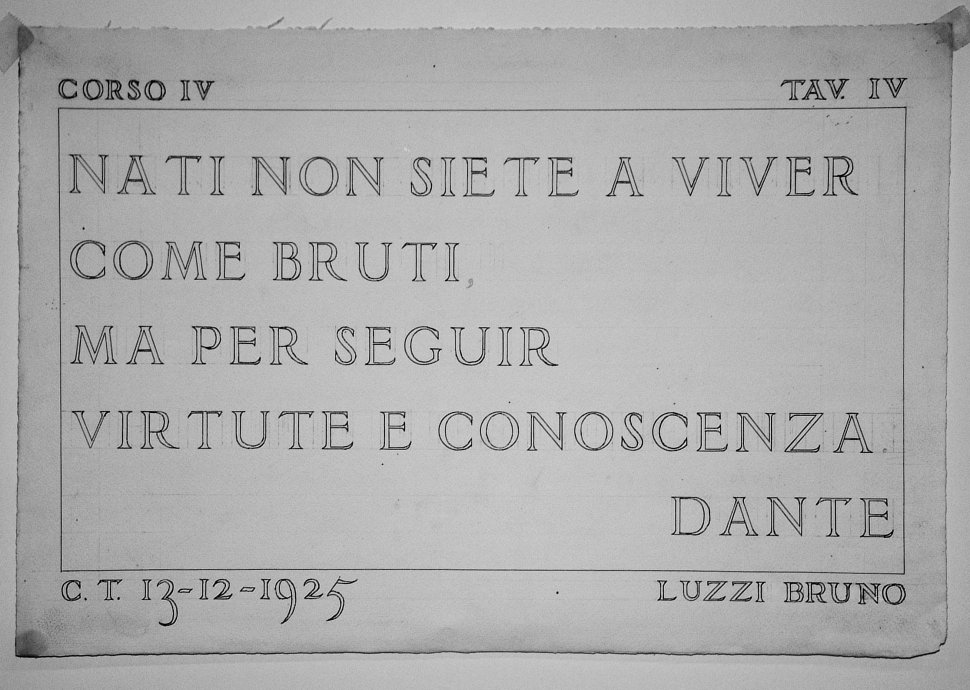 CORSO IV TAV. IV
NATI NON SIETE A VIVER
COME BRUTI,
MA PER SEGUIR
VIRTUTE E CONOSCENZA.
DANTE
C. T. 13-12-1925 LUZZI BRUNO